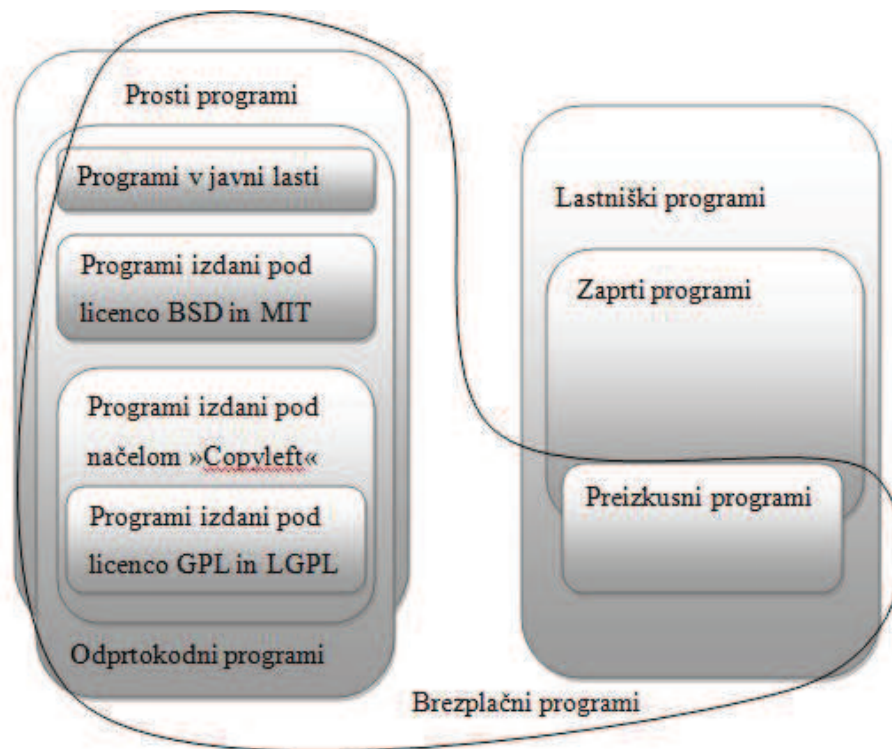 Prosti programi
Programi v javni lasti
Programi izdani pod
licenco BSD in MIT
Programi izdani pod
načelom »Copyleft«
Programi izdani pod
licenco GPL in LGPL
Odprtokodni programi
Lastniški programi
Zaprti programi
Preizkusni programi
Brezplačni programi